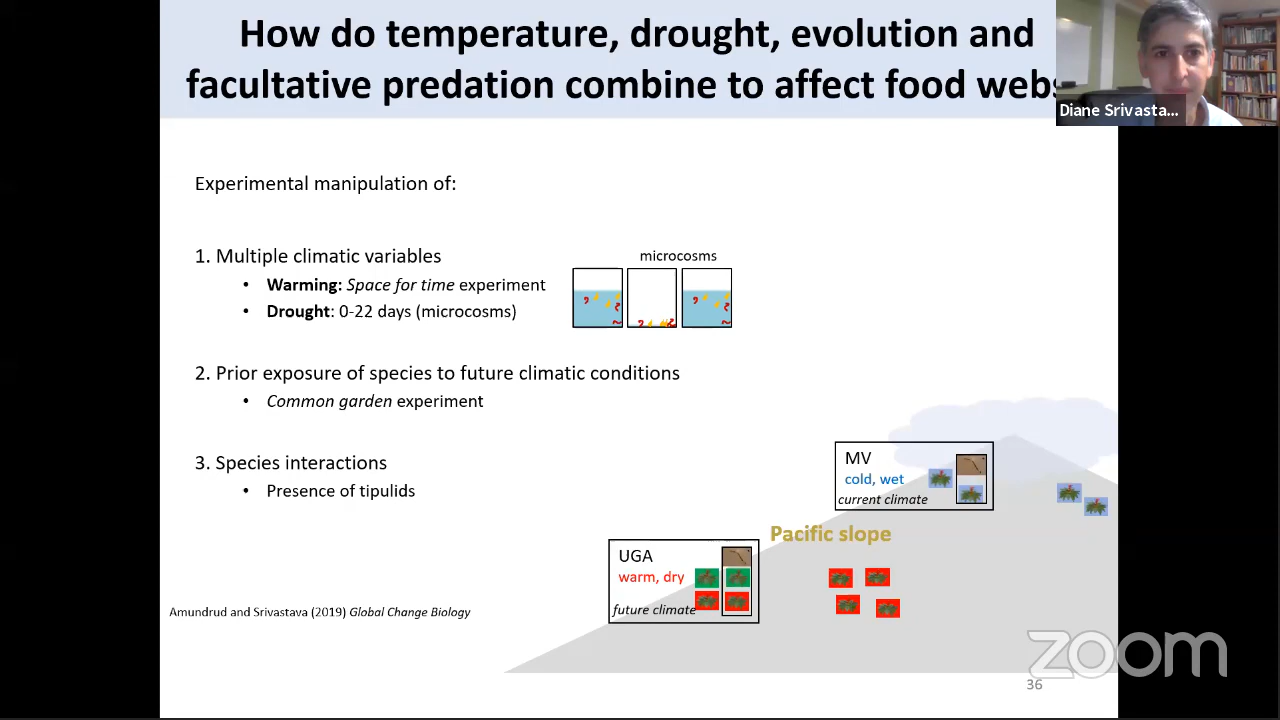 How do temperature, drought, evolution and
facultative predation combine to affect food webs
Diane Srivasta...
Experimental manipulation of:
1. Multiple climatic variables
microcosms
• Warming: Space for time experiment
• Drought: 0-22 days (microcosms)
2. Prior exposure of species to future climatic conditions
• Common garden experiment
3. Species interactions
• Presence of tipulids
MV
cold, wet
current climate
Pacific slope
UGA
warm, dry
future climate
Amundrud and Srivastava (2019) Global Change Biology
zoom
36